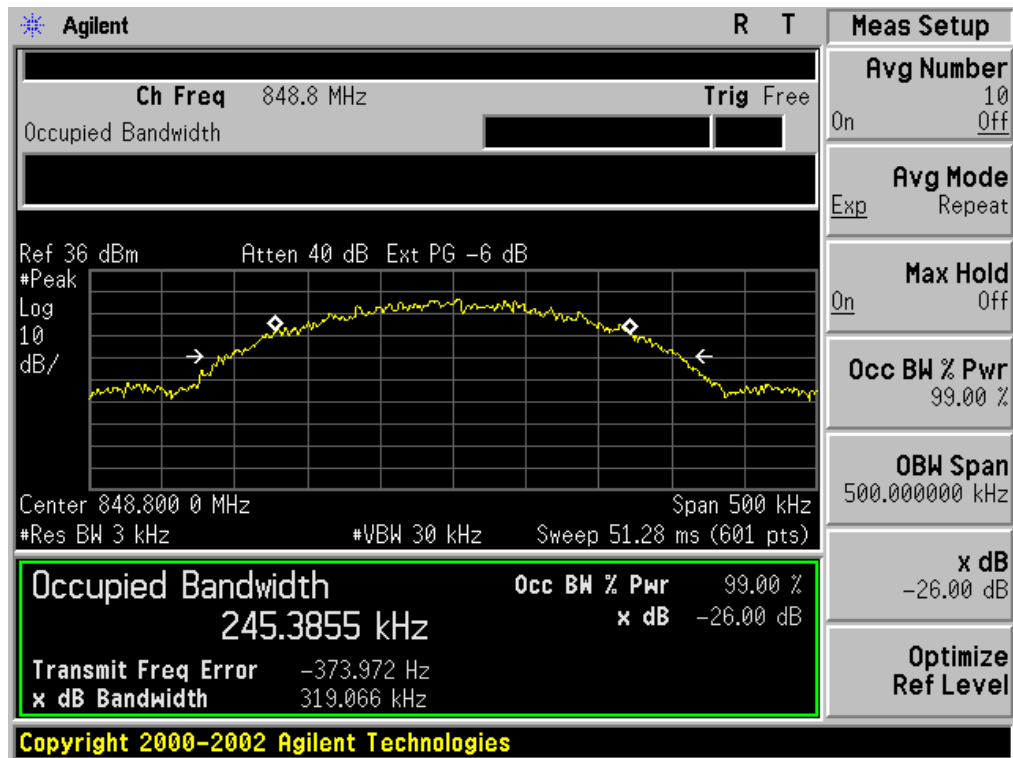 Agilent R T
Ch Freq 848.8 MHz Trig Free
Occupied Bandwidth
Ref 36 dBm Atten 40 dB Ext PG -6 dB
#Peak
Log
10
dB/
Center 848.800 0 MHz Span 500 kHz
#Res BW 3 kHz #VBW 30 kHz Sweep 51.28 ms (601 pts)
Occupied Bandwidth
245.3855 kHz
Occ BW % Pwr 99.00 %
x dB -26.00 dB
Transmit Freq Error -373.972 Hz
x dB Bandwidth 319.066 kHz
Copyright 2000-2002 Agilent Technologies
Meas Setup
Avg Number
10
On Off
Avg Mode
Exp Repeat
Max Hold
On Off
Occ BW % Pwr
99.00 %
OBW Span
500.000000 kHz
x dB
-26.00 dB
Optimize
Ref Level